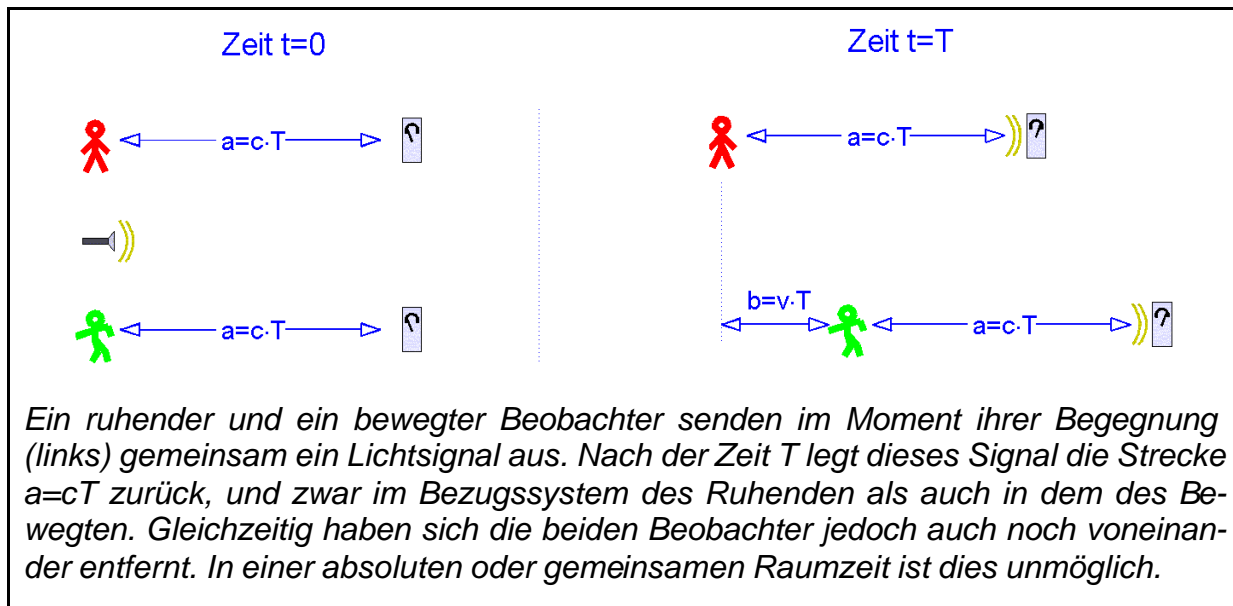 Zeit t=0
Zeit t=T
a=c·T
a=c·T
b=v·T
a=c·T
a=c·T
Ein ruhender und ein bewegter Beobachter senden im Moment ihrer Begegnung
(links) gemeinsam ein Lichtsignal aus. Nach der Zeit T legt dieses Signal die Strecke
a=cT zurück, und zwar im Bezugssystem des Ruhenden als auch in dem des Be-
wegten. Gleichzeitig haben sich die beiden Beobachter jedoch auch noch voneinan-
der entfernt. In einer absoluten oder gemeinsamen Raumzeit ist dies unmöglich.